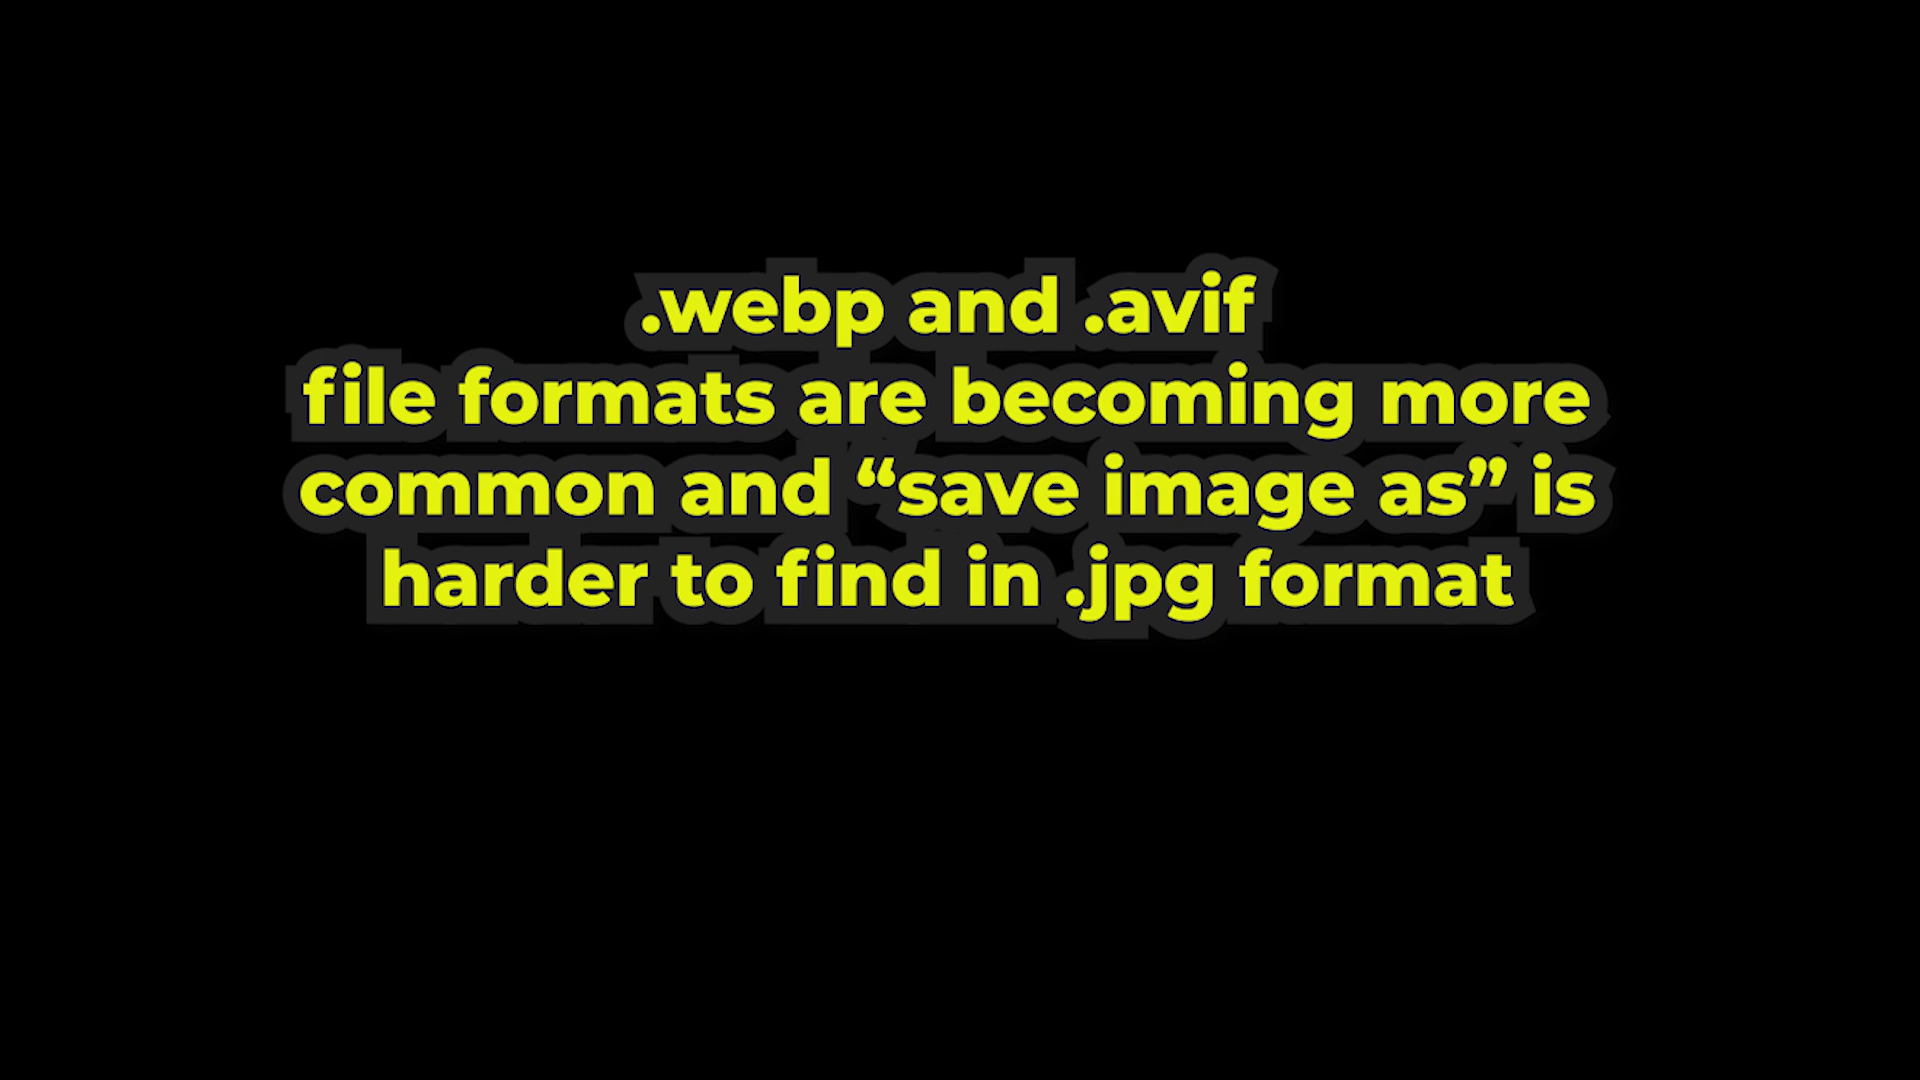 .webp and .avif
file formats are becoming more
common and “save image as” is
harder to find in .jpg format